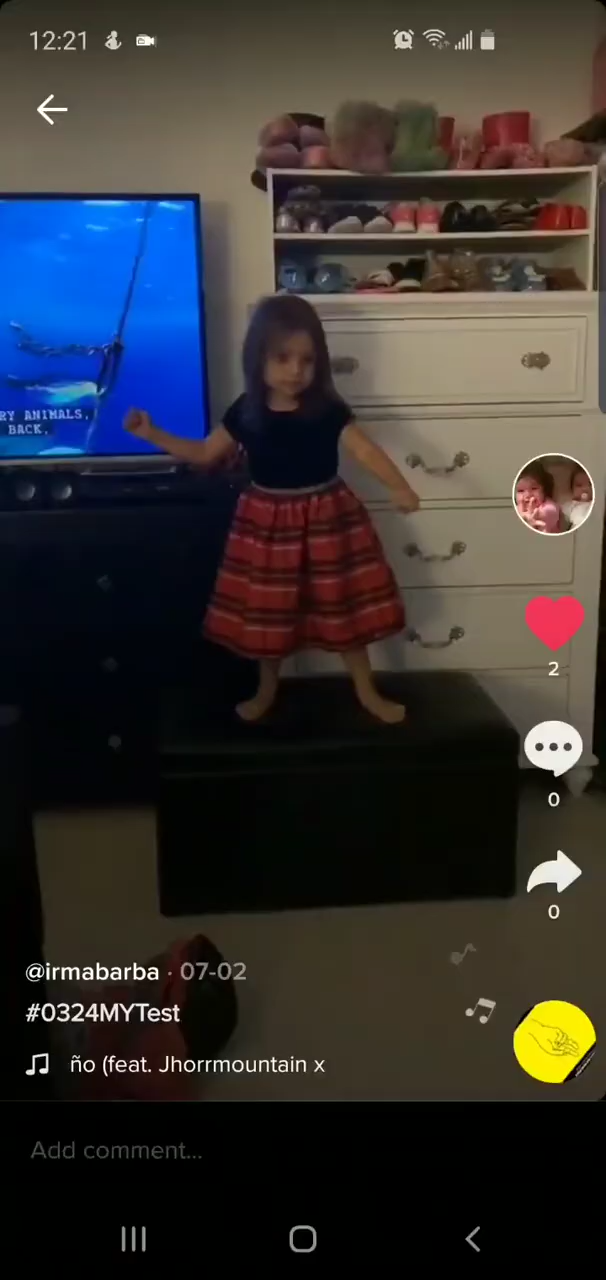 12:21
RY ANIMALS,
BACK,
2
0
0
@irmabarba · 07-02
#0324MYTest
ño (feat. Jhorrmountain x
Add comment...